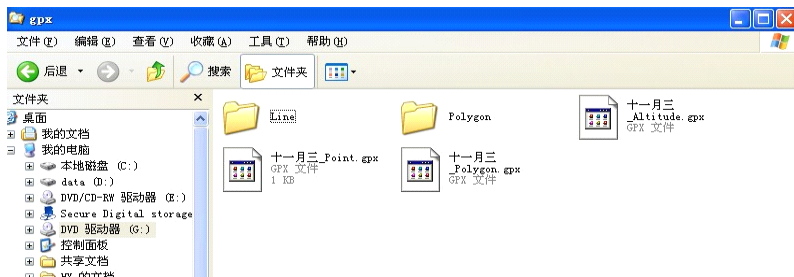 gpx
文件(F) 编辑(E) 查看(V) 收藏(A) 工具(T) 帮助(H)
后退 搜索 文件夹
文件夹
桌面
我的文档
我的电脑
本地磁盘 (C:)
data (D:)
DVD/CD-RW 驱动器 (E:)
Secure Digital storage
DVD 驱动器 (G:)
控制面板
共享文档
HY 的文档
Line
Polygon
十一月三
_Altitude.gpx
GPX 文件
十一月三_Point.gpx
GPX 文件
1 KB
十一月三
_Polygon.gpx
GPX 文件